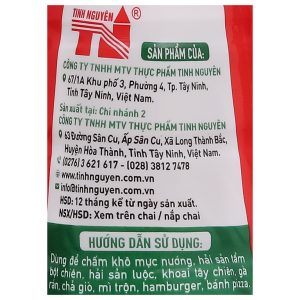 TINH NGUYÊN
®
SẢN PHẨM CỦA:
CÔNG TY TNHH MTV THỰC PHẨM TINH NGUYÊN
67/1A Khu phố 3, Phường 4, Tp. Tây Ninh,
Tỉnh Tây Ninh, Việt Nam.
Sản xuất tại: Chi nhánh 2
CÔNG TY TNHH MTV THỰC PHẨM TINH NGUYÊN
43 Đường Sân Cu, Ấp Sân Cu, Xã Long Thành Bắc,
Huyện Hòa Thành, Tỉnh Tây Ninh, Việt Nam.
(0276) 3 621 617 - (028) 3812 7478
www.tinhnguyen.com.vn
info@tinhnguyen.com.vn
HSD: 12 tháng kể từ ngày sản xuất.
NSX/HSD: Xem trên chai / nắp chai
HƯỚNG DẪN SỬ DỤNG:
Dùng để chấm khô mực nướng, hải sản tẩm
bột chiên, hải sản luộc, khoai tây chiên, gà
rán, chả giò, mì trộn, hamburger, bánh pizza.